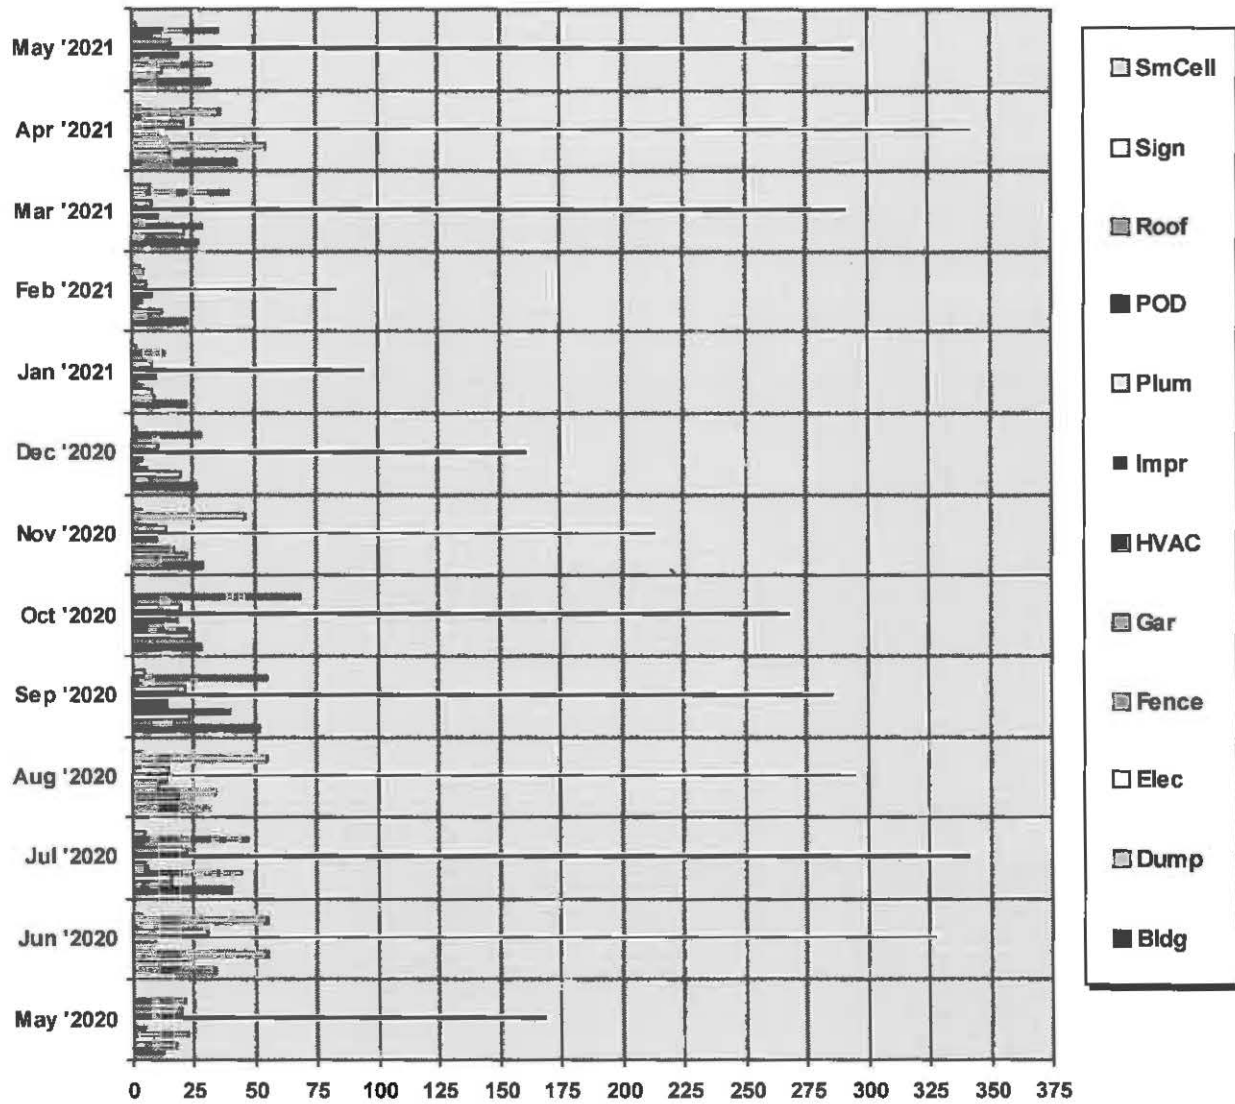 May '2021
Apr '2021
Mar '2021
Feb '2021
Jan '2021
Dec '2020
Nov '2020
Oct '2020
Sep '2020
Aug '2020
Jul '2020
Jun '2020
May '2020
0 25 50 75 100 125 150 175 200 225 250 275 300 325 350 375
SmCell
Sign
Roof
POD
Plum
Impr
HVAC
Gar
Fence
Elec
Dump
Bldg